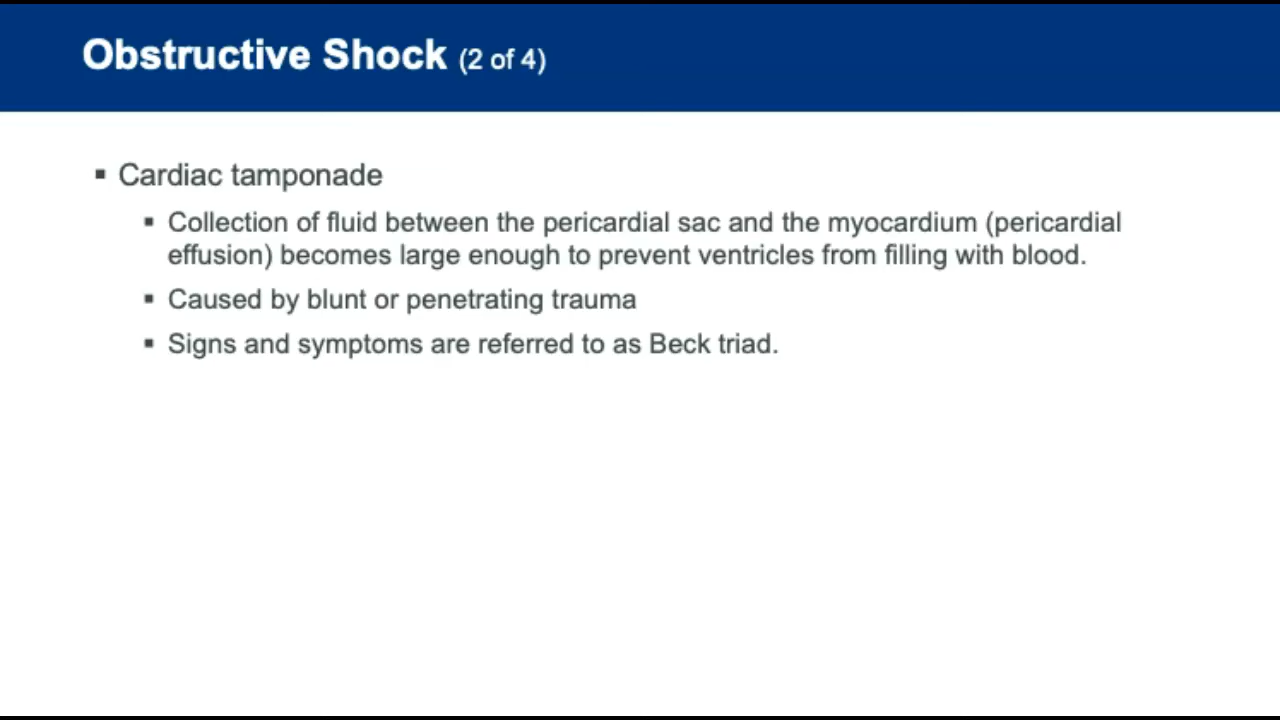 Obstructive Shock (2 of 4)
▪ Cardiac tamponade
▪ Collection of fluid between the pericardial sac and the myocardium (pericardial
effusion) becomes large enough to prevent ventricles from filling with blood.
▪ Caused by blunt or penetrating trauma
▪ Signs and symptoms are referred to as Beck triad.